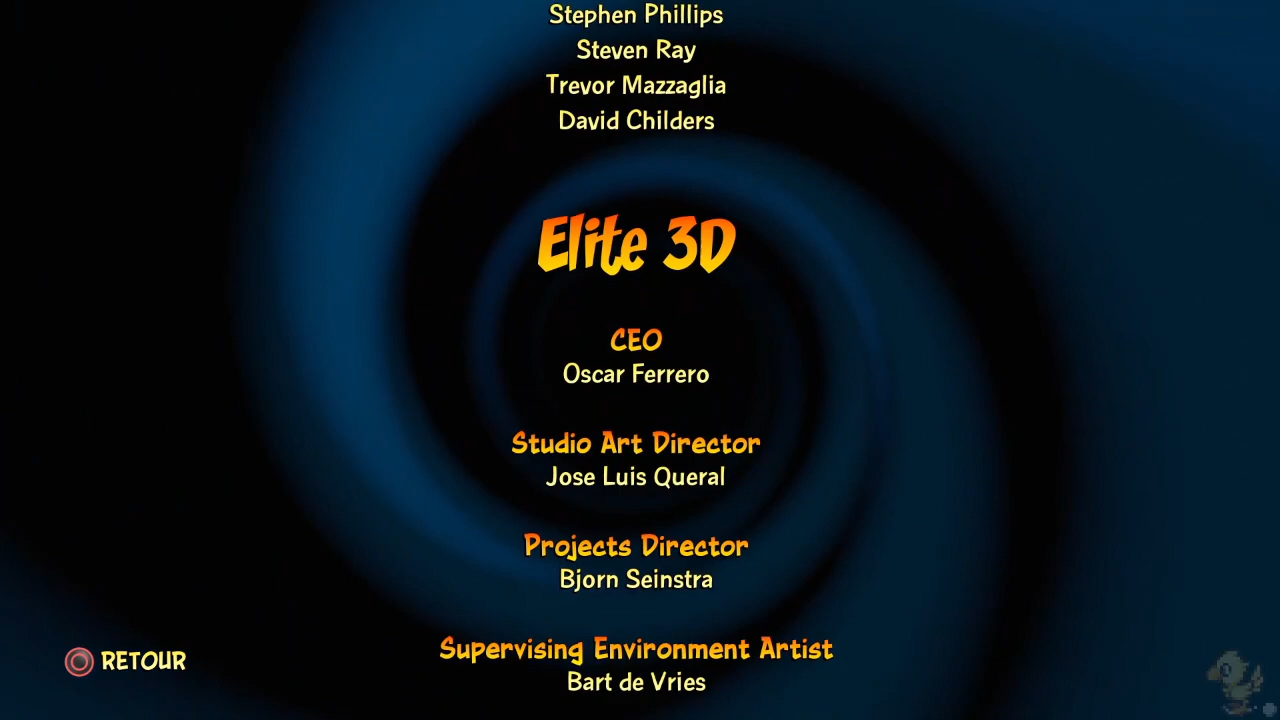 Stephen Phillips
Steven Ray
Trevor Mazzaglia
David Childers
Elite 3D
CEO
Oscar Ferrero
Studio Art Director
Jose Luis Queral
Projects Director
Bjorn Seinstra
Supervising Environment Artist
Bart de Vries
RETOUR